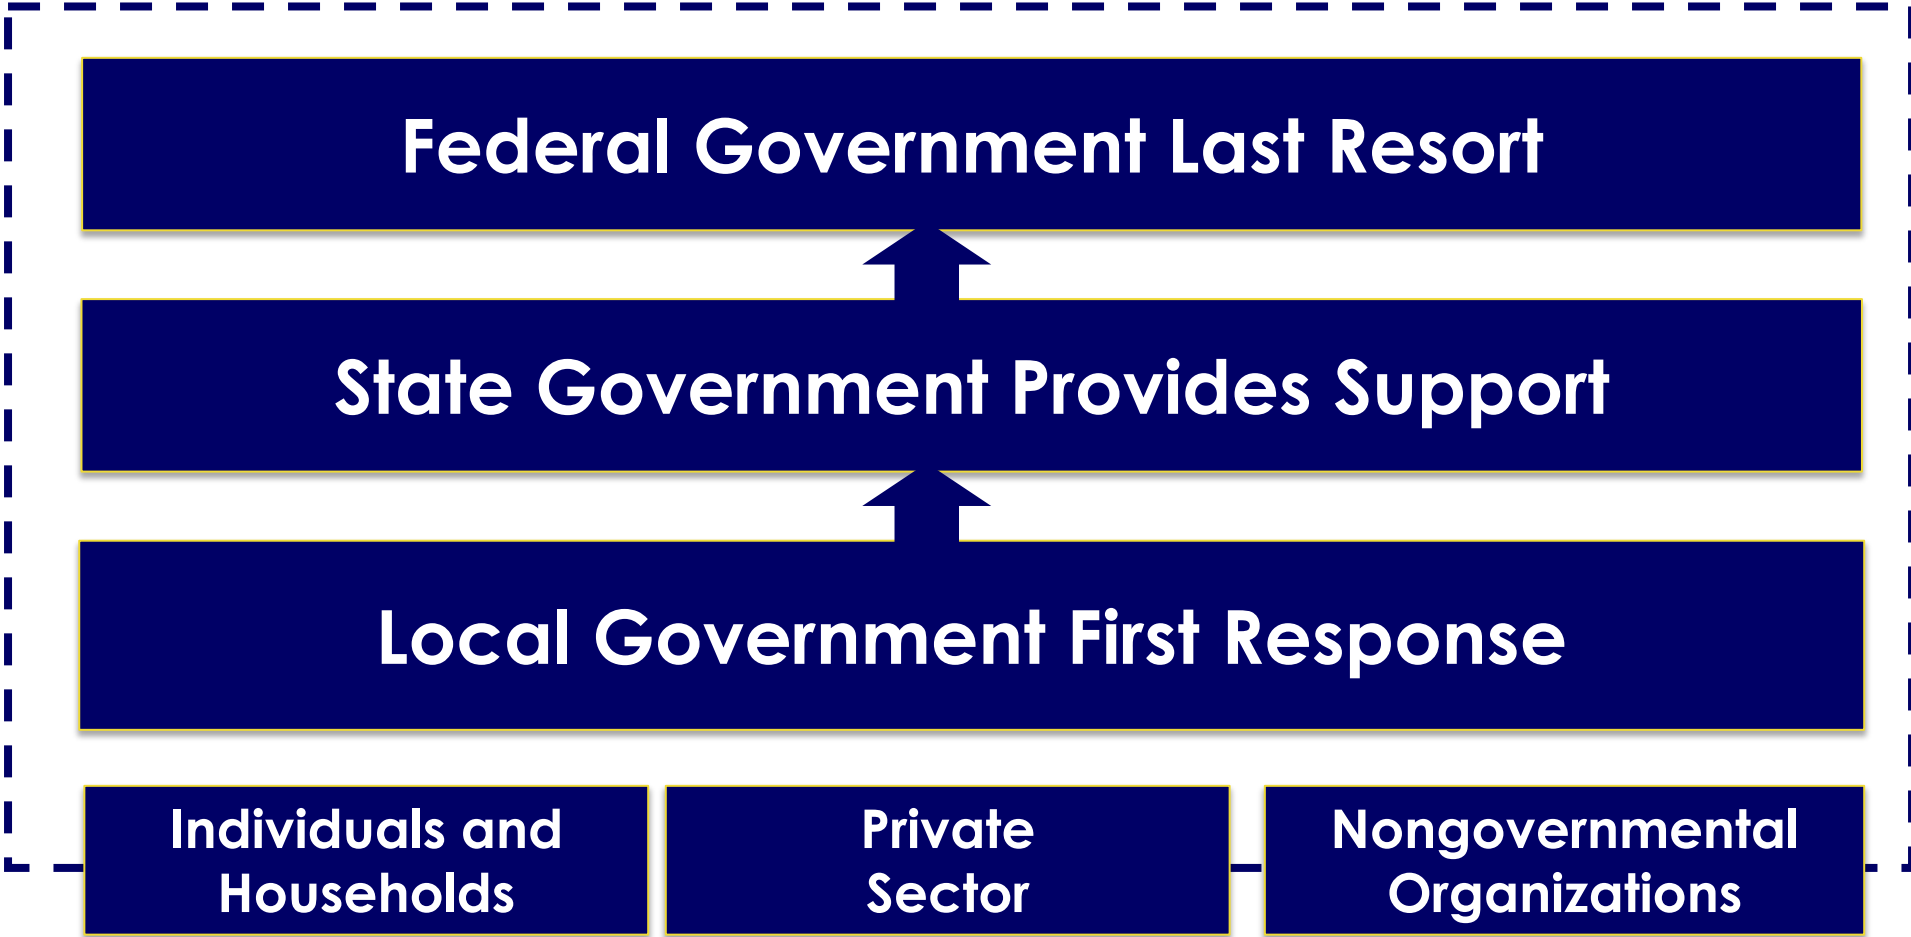 Federal Government Last Resort
State Government Provides Support
Local Government First Response
Individuals and
Households
Private
Sector
Nongovernmental
Organizations